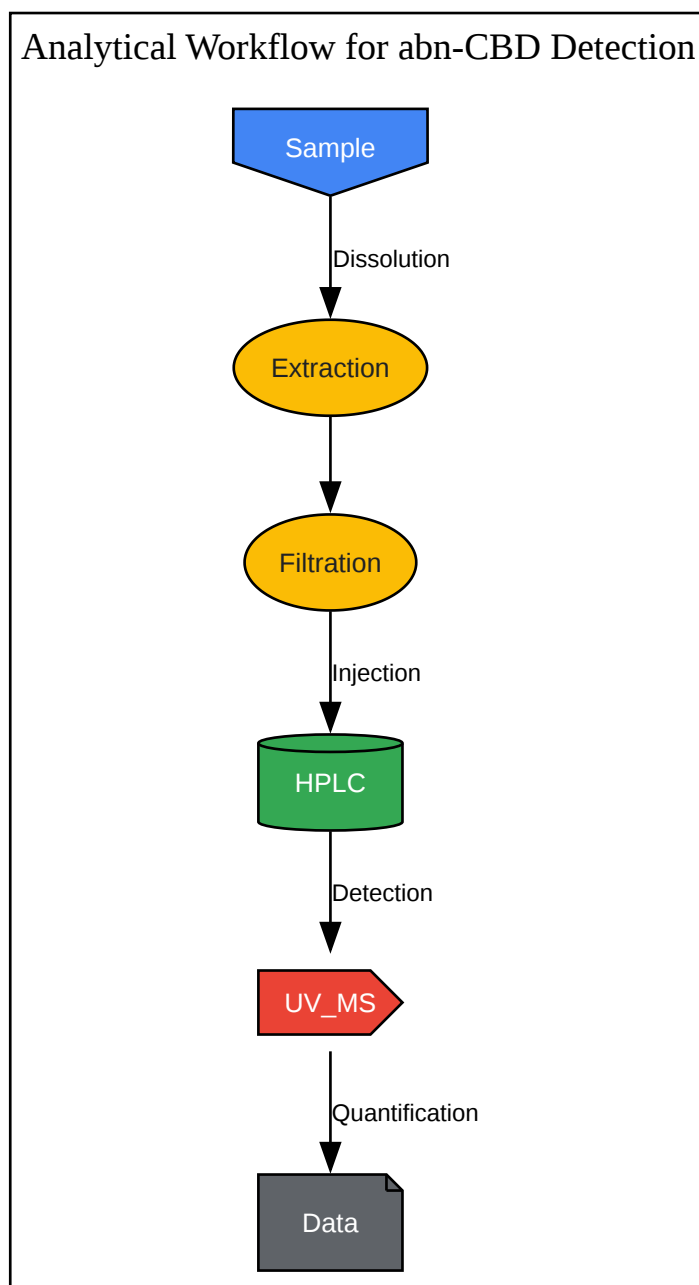 Analytical Workflow for abn-CBD Detection
Sample
Dissolution
Extraction
Filtration
Injection
HPLC
Detection
UV_MS
Quantification
Data